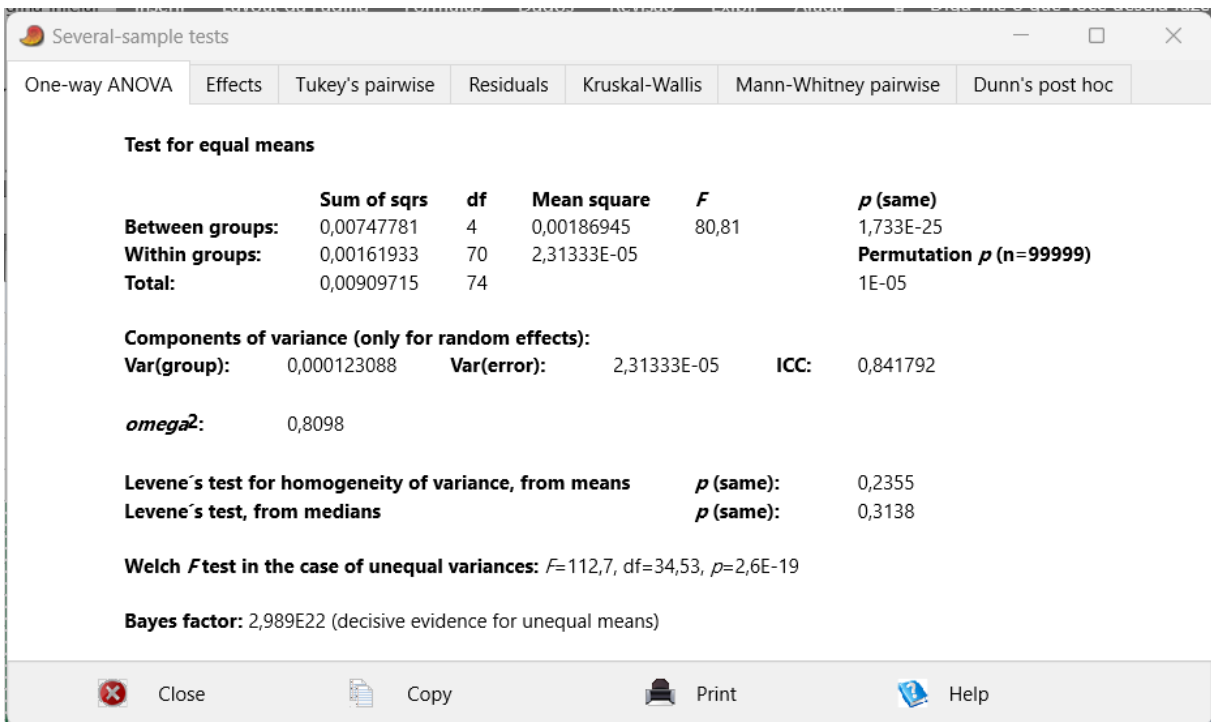 Several-sample tests
One-way ANOVA Effects Tukey's pairwise Residuals Kruskal-Wallis Mann-Whitney pairwise Dunn's post hoc
Test for equal means
Sum of sqrs df Mean square F p (same)
Between groups: 0,00747781 4 0,00186945 80,81 1,733E-25
Within groups: 0,00161933 70 2,31333E-05 Permutation p (n=99999)
Total: 0,00909715 74 1E-05
Components of variance (only for random effects):
Var(group): 0,000123088 Var(error): 2,31333E-05 ICC: 0,841792
omega2: 0,8098
Levene´s test for homogeneity of variance, from means p (same): 0,2355
Levene´s test, from medians p (same): 0,3138
Welch F test in the case of unequal variances: F=112,7, df=34,53, p=2,6E-19
Bayes factor: 2,989E22 (decisive evidence for unequal means)
Close Copy Print Help